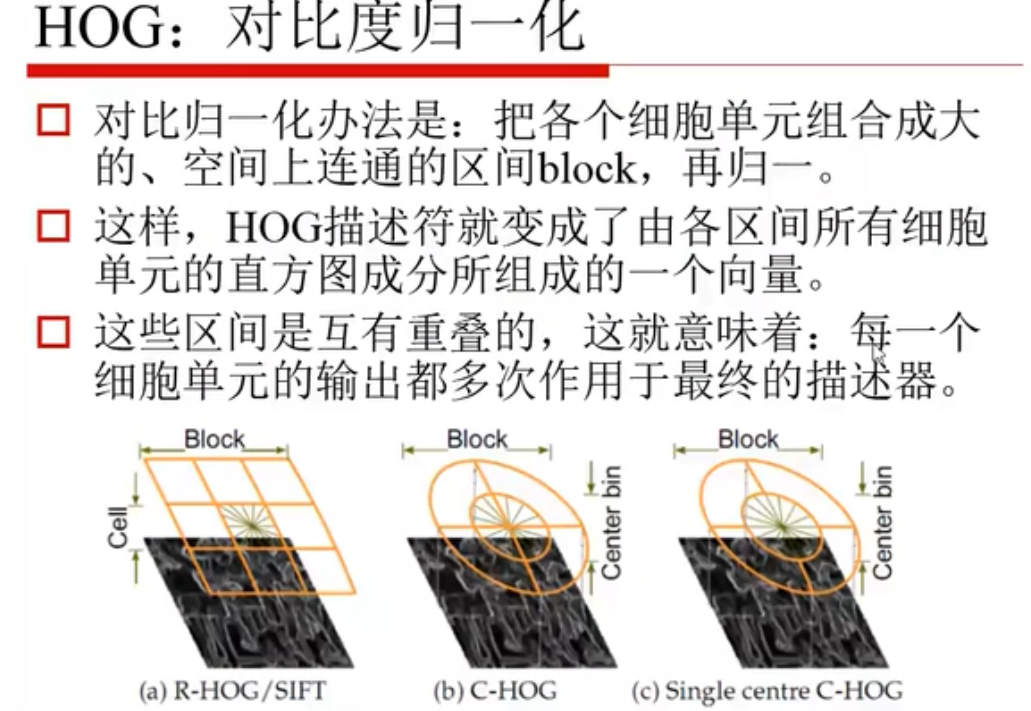 HOG：对比度归一化
对比归一化办法是：把各个细胞单元组合成大
的、空间上连通的区间block，再归一。
这样，HOG描述符就变成了由各区间所有细胞
单元的直方图成分所组成的一个向量。
这些区间是互有重叠的，这就意味着：每一个
细胞单元的输出都多次作用于最终的描述器。
Block
Cell
(a) R-HOG/SIFT
Block
Center bin
(b) C-HOG
Block
Center bin
(c) Single centre C-HOG